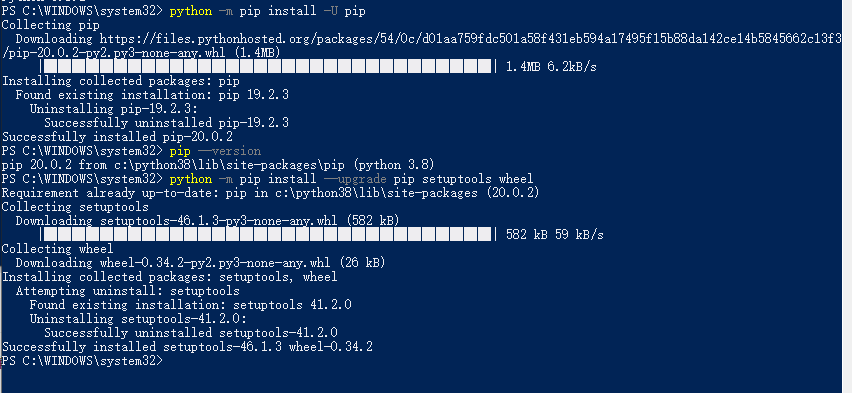 PS C:\WINDOWS\system32> python -m pip install -U pip
Collecting pip
Downloading https://files.pythonhosted.org/packages/54/0c/d01aa759fdc501a58f431eb594a17495f15b88da142ce14b5845662c13f3
/pip-20.0.2-py2.py3-none-any.whl (1.4MB)
| | 1.4MB 6.2kB/s
Installing collected packages: pip
Found existing installation: pip 19.2.3
Uninstalling pip-19.2.3:
Successfully uninstalled pip-19.2.3
Successfully installed pip-20.0.2
PS C:\WINDOWS\system32> pip --version
pip 20.0.2 from c:\python38\lib\site-packages\pip (python 3.8)
PS C:\WINDOWS\system32> python -m pip install --upgrade pip setuptools wheel
Requirement already up-to-date: pip in c:\python38\lib\site-packages (20.0.2)
Collecting setuptools
Downloading setuptools-46.1.3-py3-none-any.whl (582 kB)
| | 582 kB 59 kB/s
Collecting wheel
Downloading wheel-0.34.2-py2.py3-none-any.whl (26 kB)
Installing collected packages: setuptools, wheel
Attempting uninstall: setuptools
Found existing installation: setuptools 41.2.0
Uninstalling setuptools-41.2.0:
Successfully uninstalled setuptools-41.2.0
Successfully installed setuptools-46.1.3 wheel-0.34.2
PS C:\WINDOWS\system32>